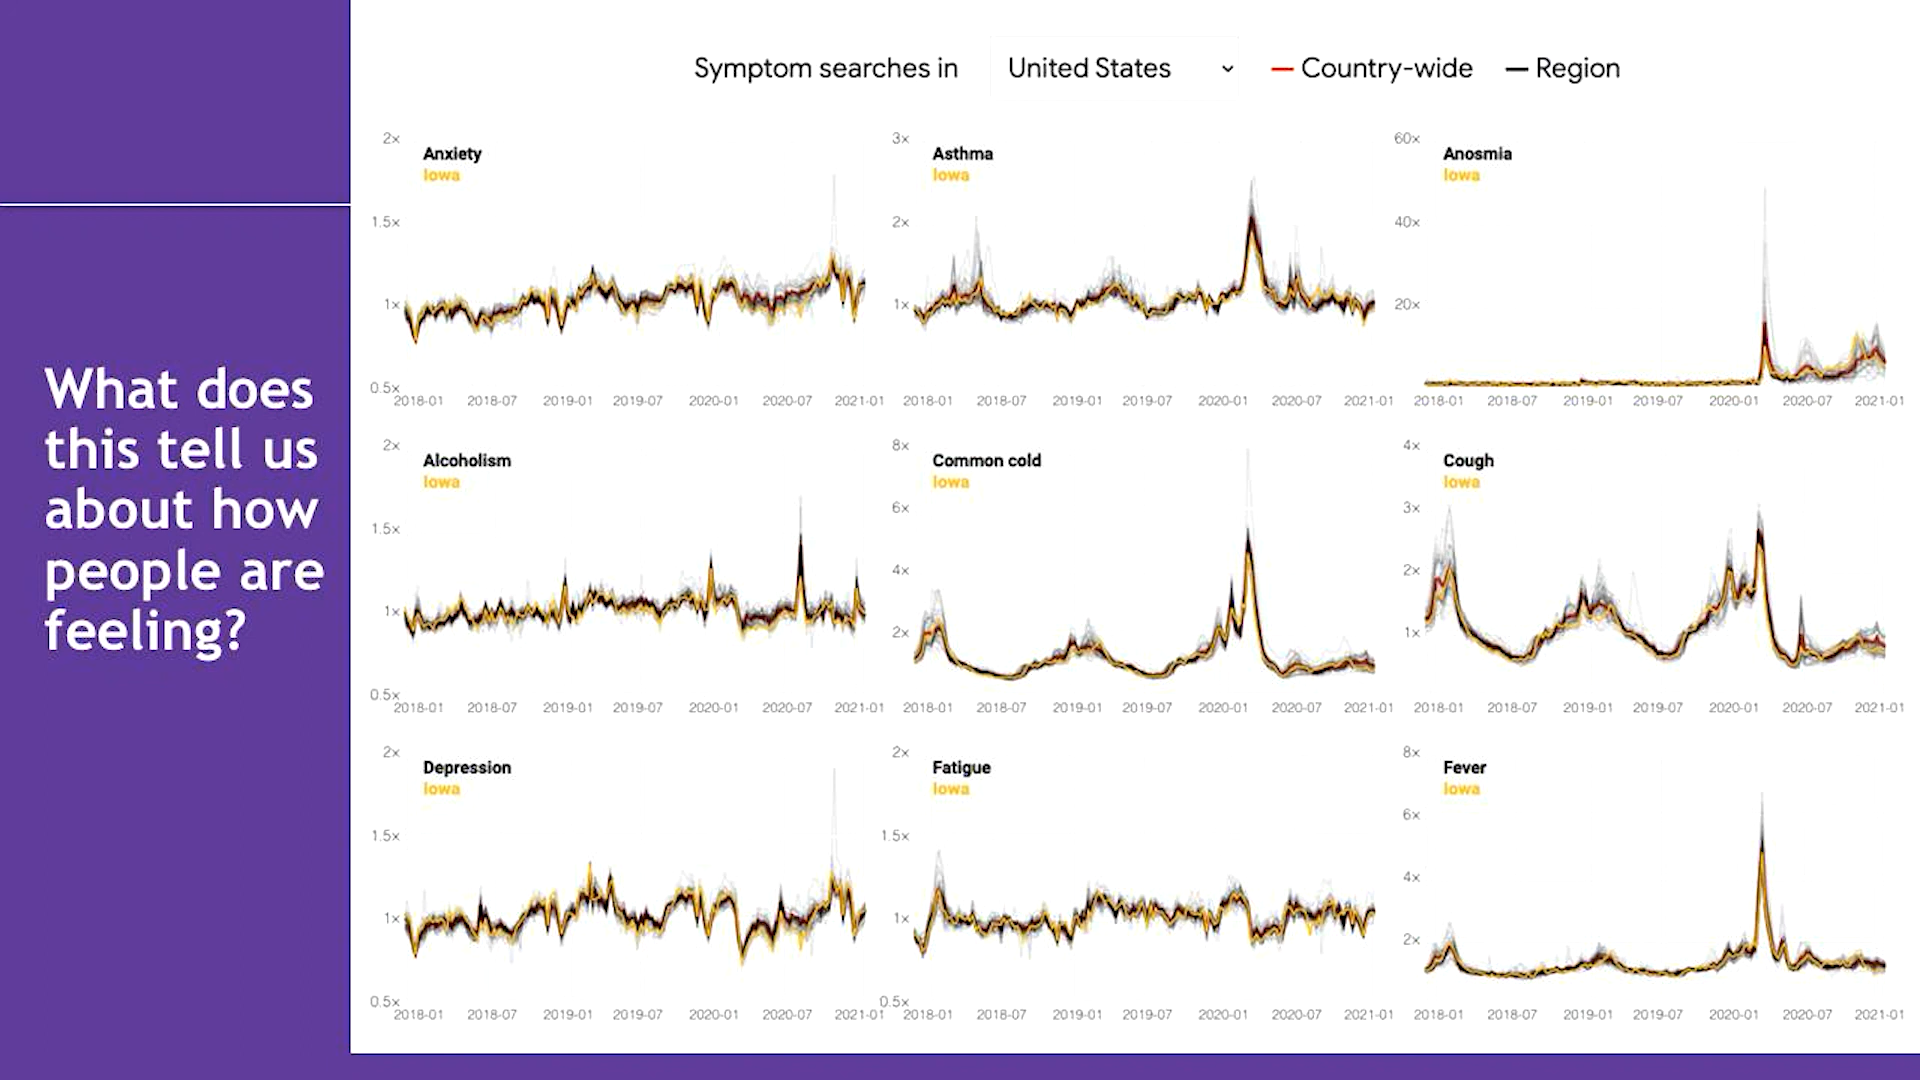 What does
this tell us
about how
people are
feeling?
Symptom searches in United States Country-wide Region
2x
Anxiety
Iowa
1.5x
1x
0.5x
2018-01 2018-07 2019-01 2019-07 2020-01 2020-07 2021-01
3x
Asthma
Iowa
2x
1x
2018-01 2018-07 2019-01 2019-07 2020-01 2020-07 2021-01
60x
Anosmia
Iowa
40x
20x
2018-01 2018-07 2019-01 2019-07 2020-01 2020-07 2021-01
2x
Alcoholism
Iowa
1.5x
1x
0.5x
2018-01 2018-07 2019-01 2019-07 2020-01 2020-07 2021-01
8x
Common cold
Iowa
6x
4x
2x
2018-01 2018-07 2019-01 2019-07 2020-01 2020-07 2021-01
4x
Cough
Iowa
3x
2x
1x
2018-01 2018-07 2019-01 2019-07 2020-01 2020-07 2021-01
2x
Depression
Iowa
1.5x
1x
0.5x
2018-01 2018-07 2019-01 2019-07 2020-01 2020-07 2021-01
2x
Fatigue
Iowa
1.5x
1x
0.5x
2018-01 2018-07 2019-01 2019-07 2020-01 2020-07 2021-01
8x
Fever
Iowa
6x
4x
2x
2018-01 2018-07 2019-01 2019-07 2020-01 2020-07 2021-01